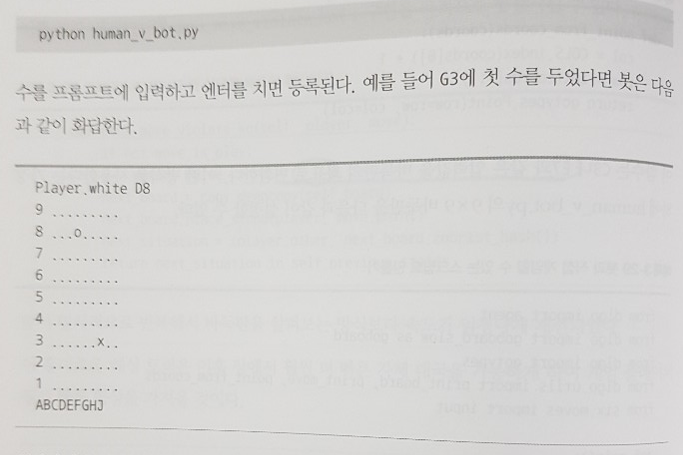 python human_v_bot.py
수를 프롬프트에 입력하고 엔터를 치면 등록된다. 예를 들어 G3에 첫 수를 두었다면 봇은 다음
과 같이 화답한다.
Player.white D8
9 .........
8 ...o.....
7 .........
6 .........
5 .........
4 .........
3 ......x..
2 .........
1 .........
ABCDEFGHJ